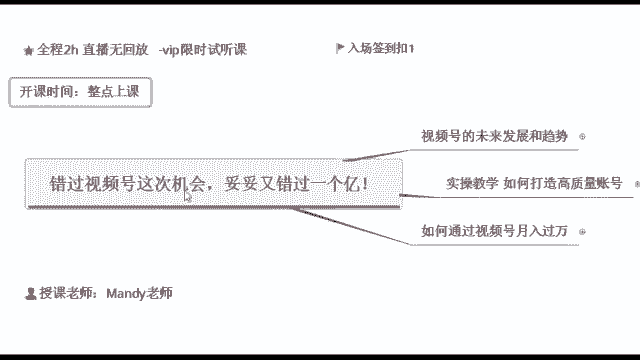 全程2h 直播无回放 -vip限时试听课
入场签到扣1
开课时间：整点上课
视频号的未来发展和趋势
错过视频号这次机会，妥妥又错过一个亿！
实操教学 如何打造高质量账号
如何通过视频号月入过万
授课老师：Mandy老师